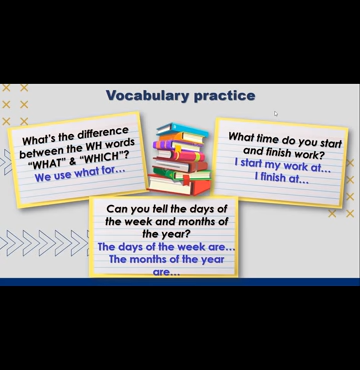 Vocabulary practice
What's the difference
between the WH words
"WHAT" & "WHICH"?
We use what for...
What time do you start
and finish work?
I start my work at...
I finish at...
Can you tell the days of
the week and months of
the year?
The days of the week are...
The months of the year
are...